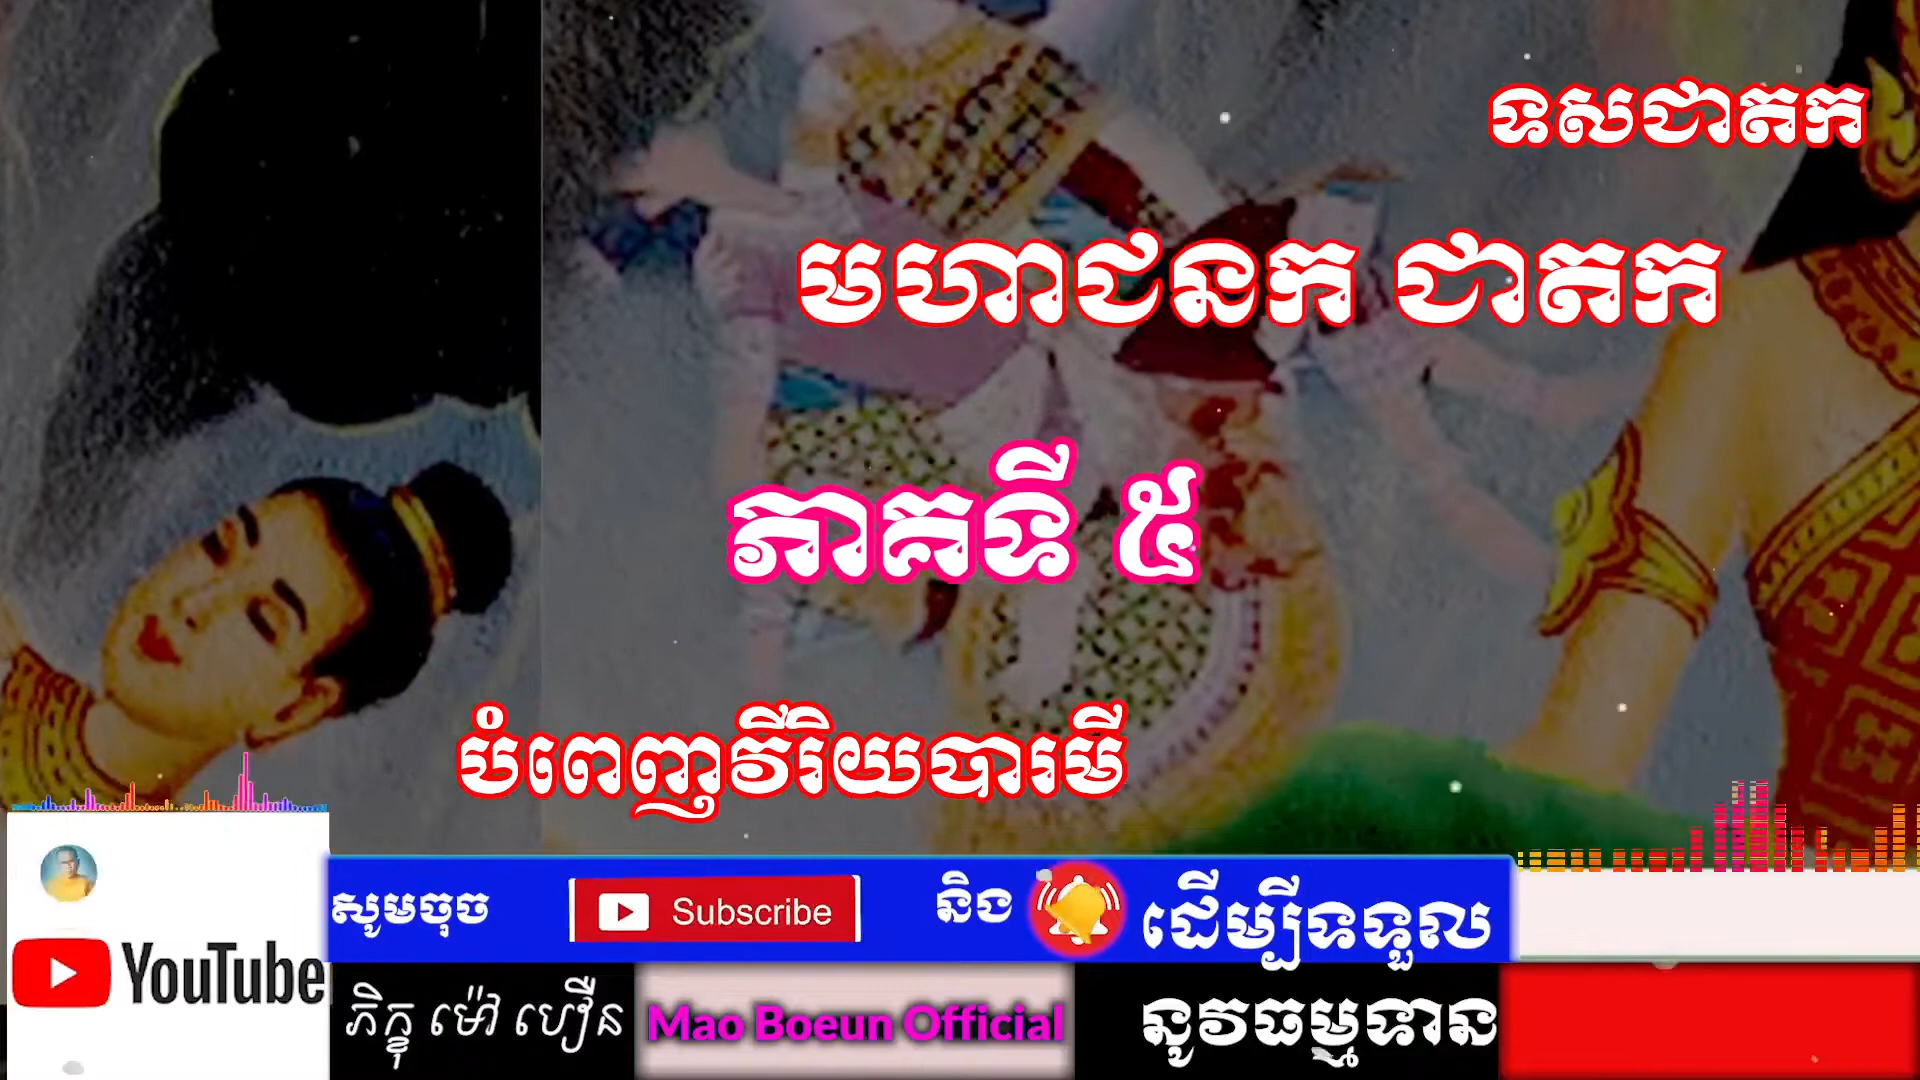 ទសជាតក
មហាជនក ជាតក
ភាគទី ៥
បំពេញវីរិយបារមី
សូមចុច Subscribe និង ដើម្បីទទួល
YouTube ភិក្ខុ ម៉ៅ បឿន Mao Boeun Official នូវធម្មទាន